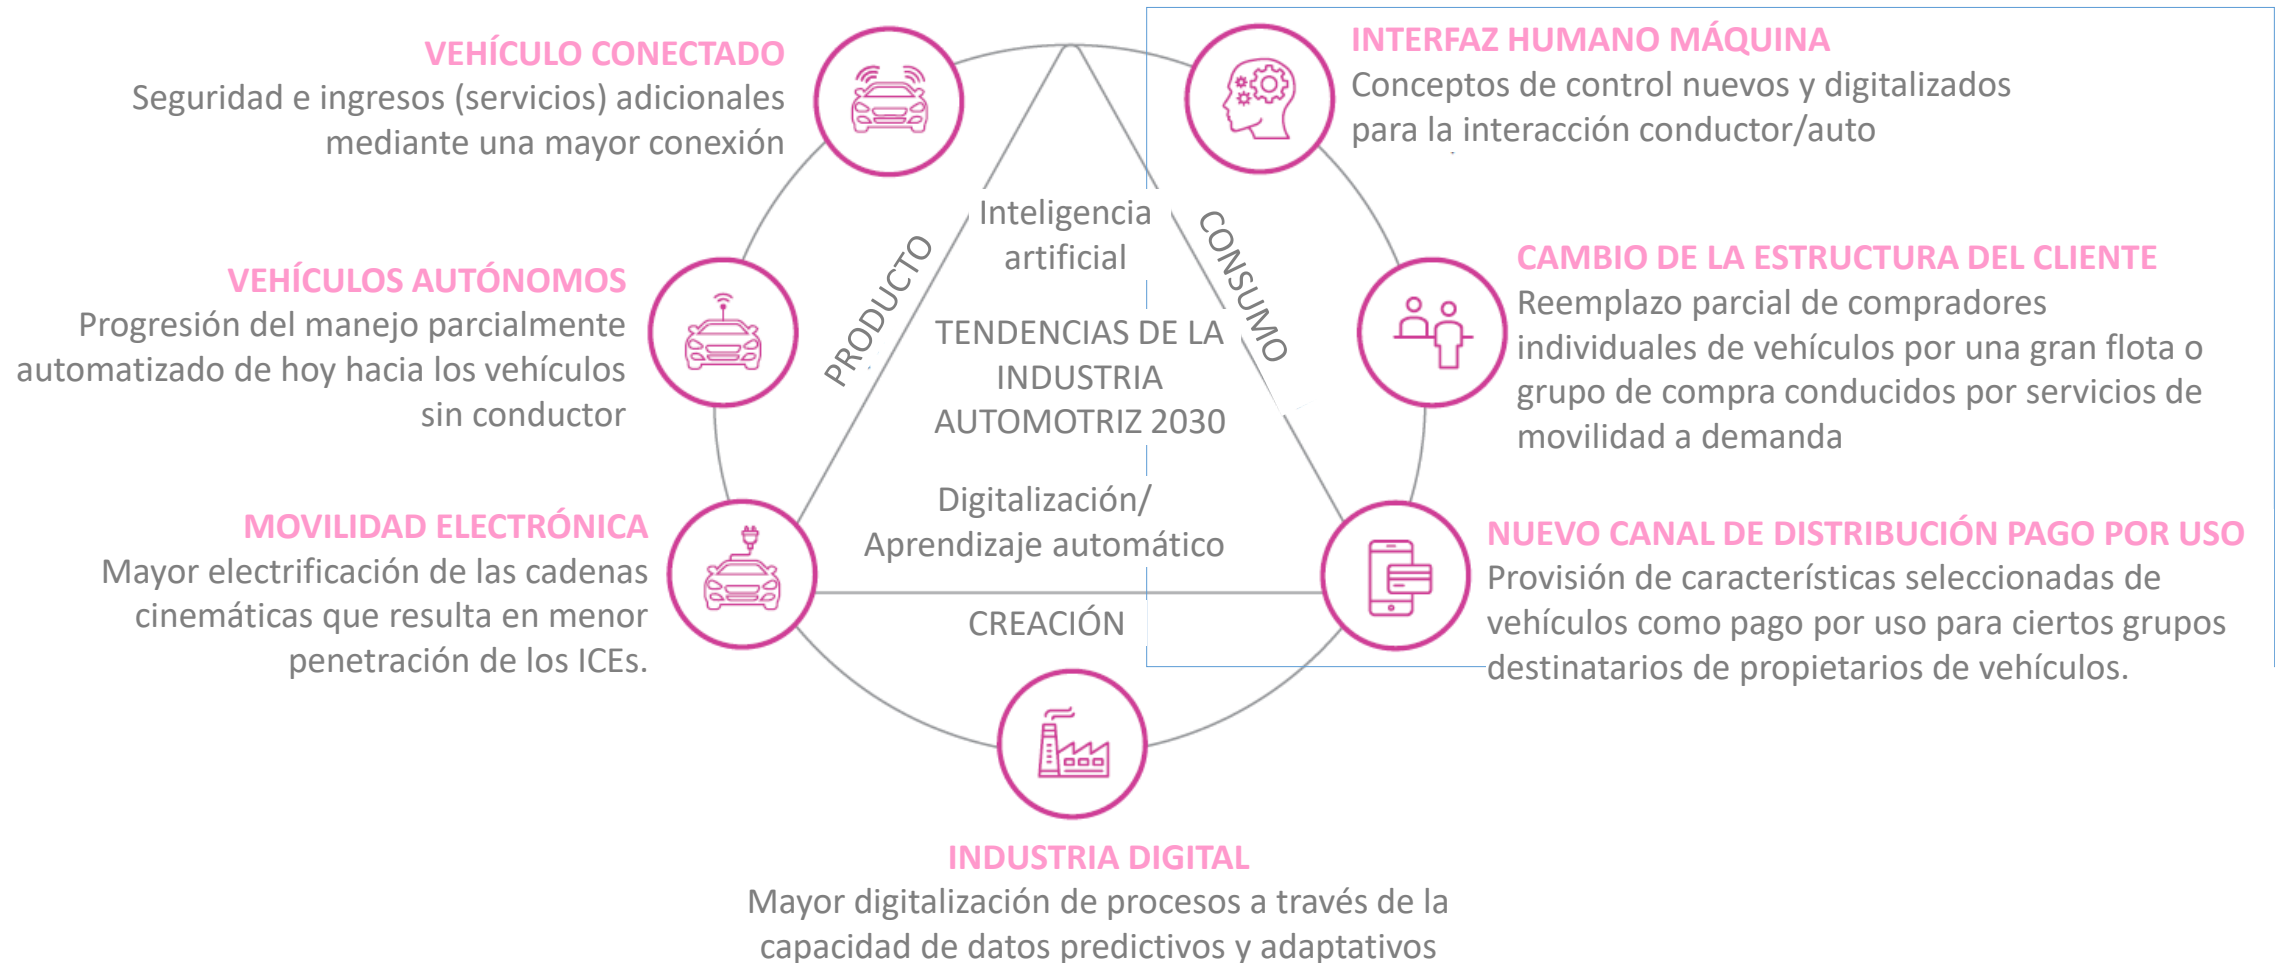 VEHÍCULO CONECTADO
Seguridad e ingresos (servicios) adicionales
mediante una mayor conexión
INTERFAZ HUMANO MÁQUINA
Conceptos de control nuevos y digitalizados
para la interacción conductor/auto
VEHÍCULOS AUTÓNOMOS
Progresión del manejo parcialmente
automatizado de hoy hacia los vehículos
sin conductor
PRODUCTO
Inteligencia
artificial
CONSUMO
TENDENCIAS DE LA
INDUSTRIA
AUTOMOTRIZ 2030
Digitalización/
Aprendizaje automático
CREACIÓN
CAMBIO DE LA ESTRUCTURA DEL CLIENTE
Reemplazo parcial de compradores
individuales de vehículos por una gran flota o
grupo de compra conducidos por servicios de
movilidad a demanda
MOVILIDAD ELECTRÓNICA
Mayor electrificación de las cadenas
cinemáticas que resulta en menor
penetración de los ICEs.
NUEVO CANAL DE DISTRIBUCIÓN PAGO POR USO
Provisión de características seleccionadas de
vehículos como pago por uso para ciertos grupos
destinatarios de propietarios de vehículos.
INDUSTRIA DIGITAL
Mayor digitalización de procesos a través de la
capacidad de datos predictivos y adaptativos